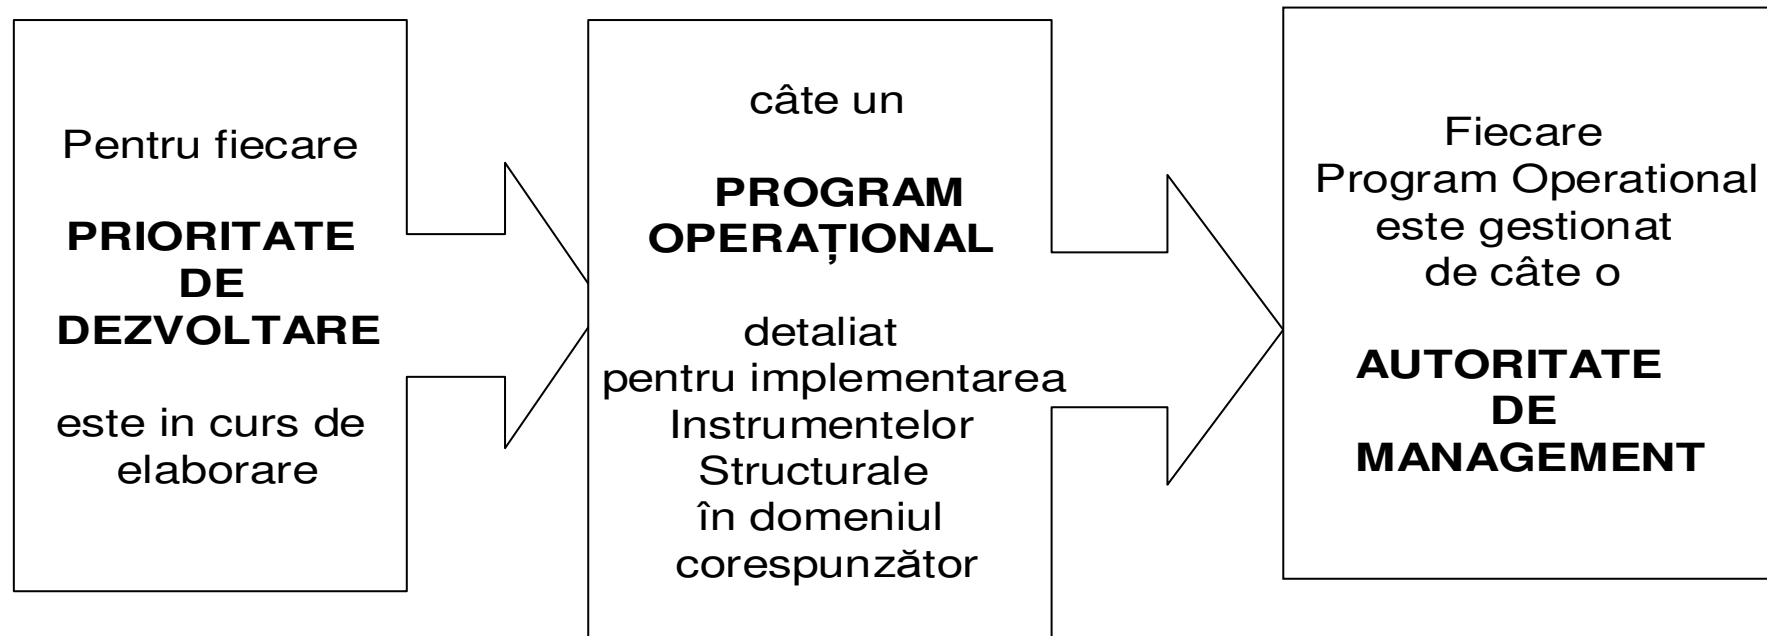 Pentru fiecare
PRIORITATE
DE
DEZVOLTARE
este in curs de
elaborare
câte un
PROGRAM
OPERAȚIONAL
detaliat
pentru implementarea
Instrumentelor
Structurale
în domeniul
corespunzător
Fiecare
Program Operational
este gestionat
de câte o
AUTORITATE
DE
MANAGEMENT